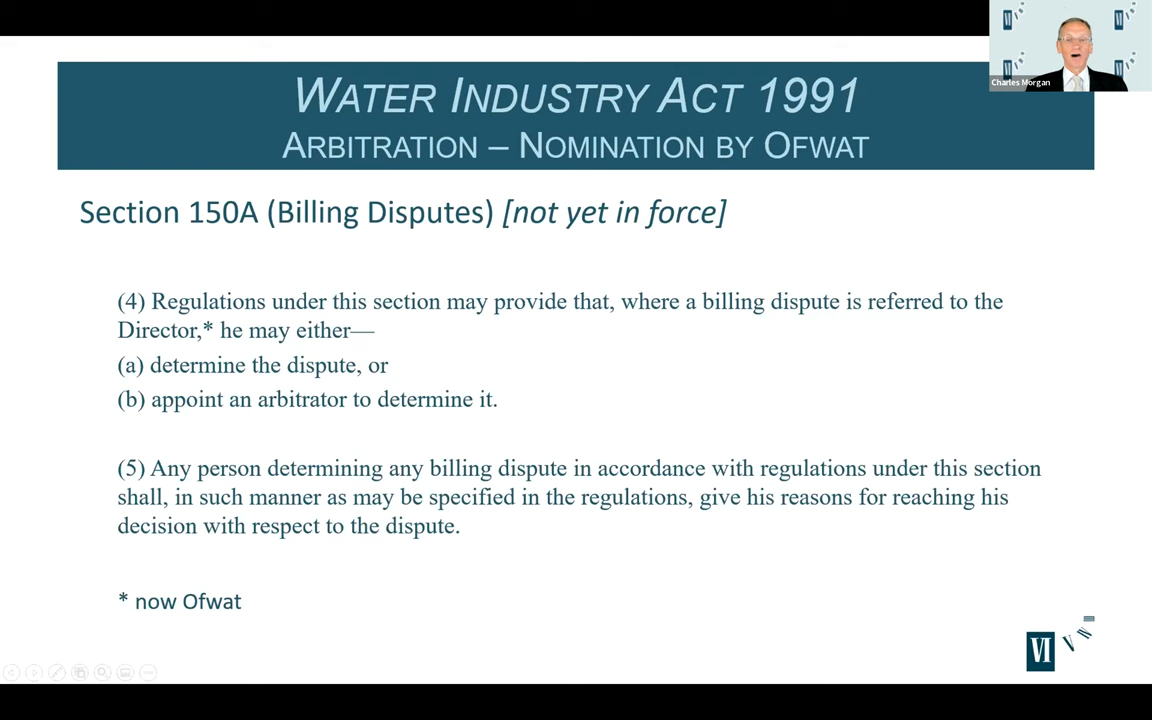 Charles Morgan
WATER INDUSTRY ACT 1991
ARBITRATION – NOMINATION BY OFWAT
Section 150A (Billing Disputes) [not yet in force]
(4) Regulations under this section may provide that, where a billing dispute is referred to the
Director,* he may either—
(a) determine the dispute, or
(b) appoint an arbitrator to determine it.
(5) Any person determining any billing dispute in accordance with regulations under this section
shall, in such manner as may be specified in the regulations, give his reasons for reaching his
decision with respect to the dispute.
* now Ofwat
VI